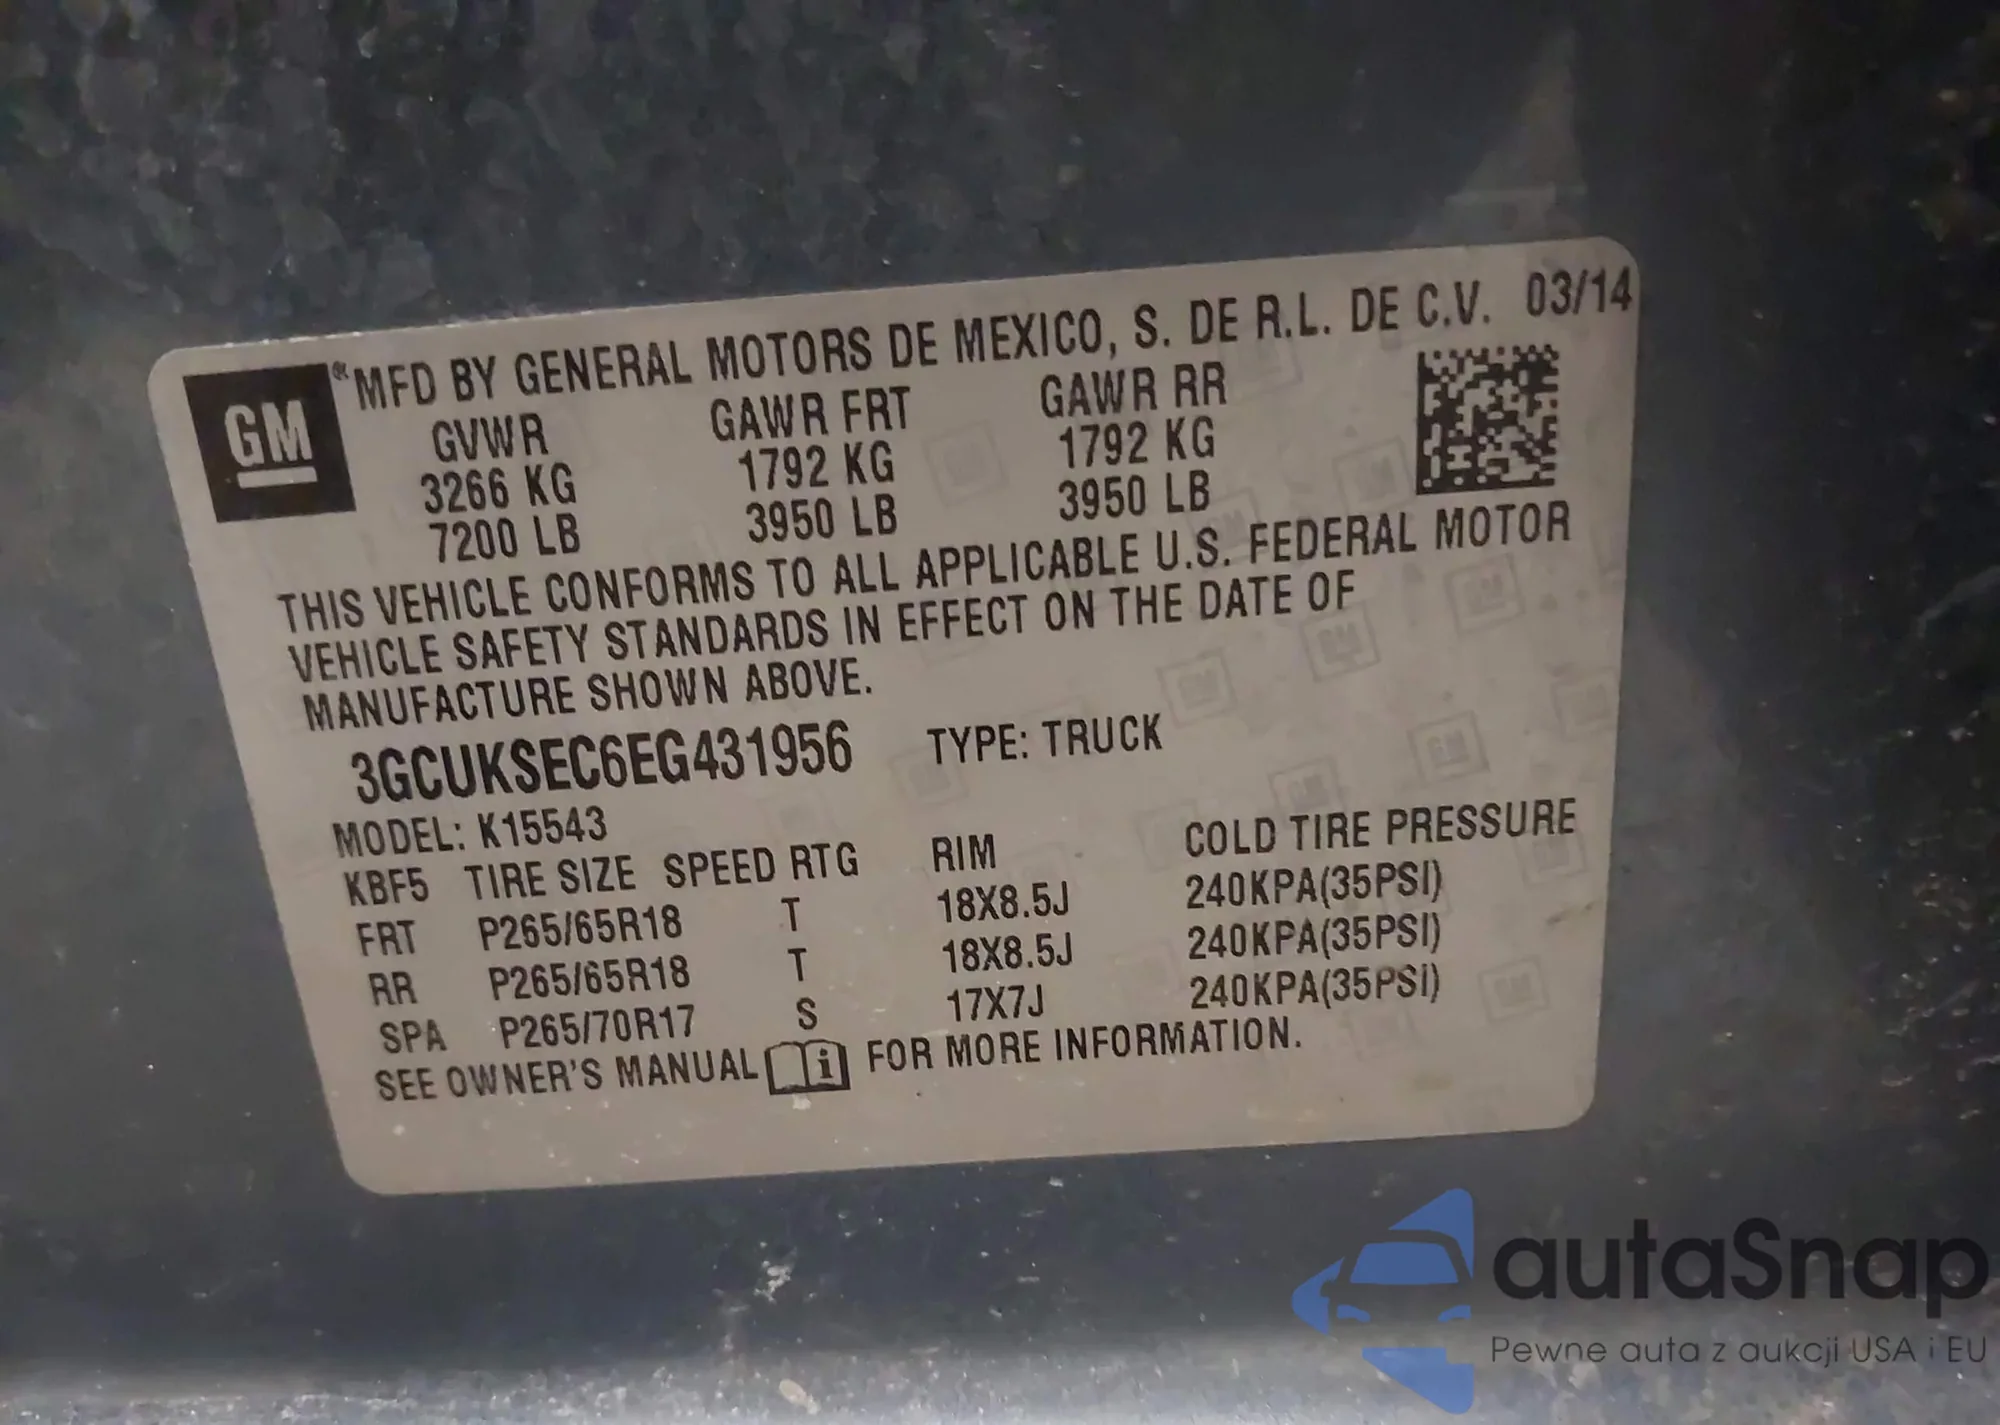 GM ® MFD BY GENERAL MOTORS DE MEXICO, S. DE R.L. DE C.V. 03/14
GVWR GAWR FRT GAWR RR
3266 KG 1792 KG 1792 KG
7200 LB 3950 LB 3950 LB
THIS VEHICLE CONFORMS TO ALL APPLICABLE U.S. FEDERAL MOTOR
VEHICLE SAFETY STANDARDS IN EFFECT ON THE DATE OF
MANUFACTURE SHOWN ABOVE.
3GCUKSEC6EG431956 TYPE: TRUCK
MODEL: K15543
KBF5 TIRE SIZE SPEED RTG RIM COLD TIRE PRESSURE
FRT P265/65R18 T 18X8.5J 240KPA(35PSI)
RR P265/65R18 T 18X8.5J 240KPA(35PSI)
SPA P265/70R17 S 17X7J 240KPA(35PSI)
SEE OWNER'S MANUAL i FOR MORE INFORMATION.
autaSnap
Pewne auta z aukcji USA i EU